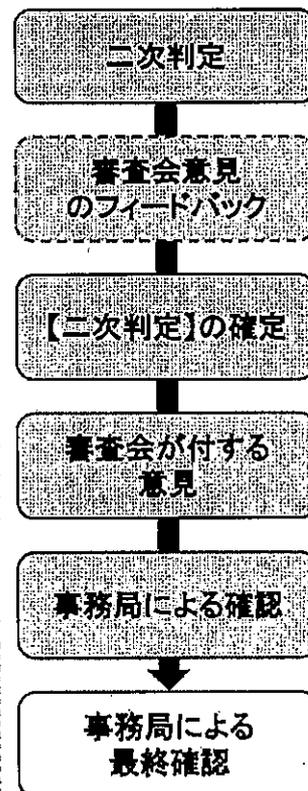 二次判定
審査会意見
のフィードバック
【二次判定】の確定
審査会が付する
意見
事務局による確認
事務局による
最終確認